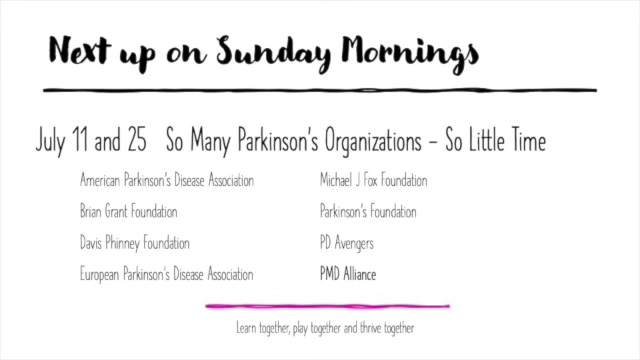 Next up on Sunday Mornings
July 11 and 25 So Many Parkinson's Organizations – So Little Time
American Parkinson's Disease Association
Brian Grant Foundation
Davis Phinney Foundation
European Parkinson's Disease Association
Michael J Fox Foundation
Parkinson's Foundation
PD Avengers
PMD Alliance
Learn together, play together and thrive together